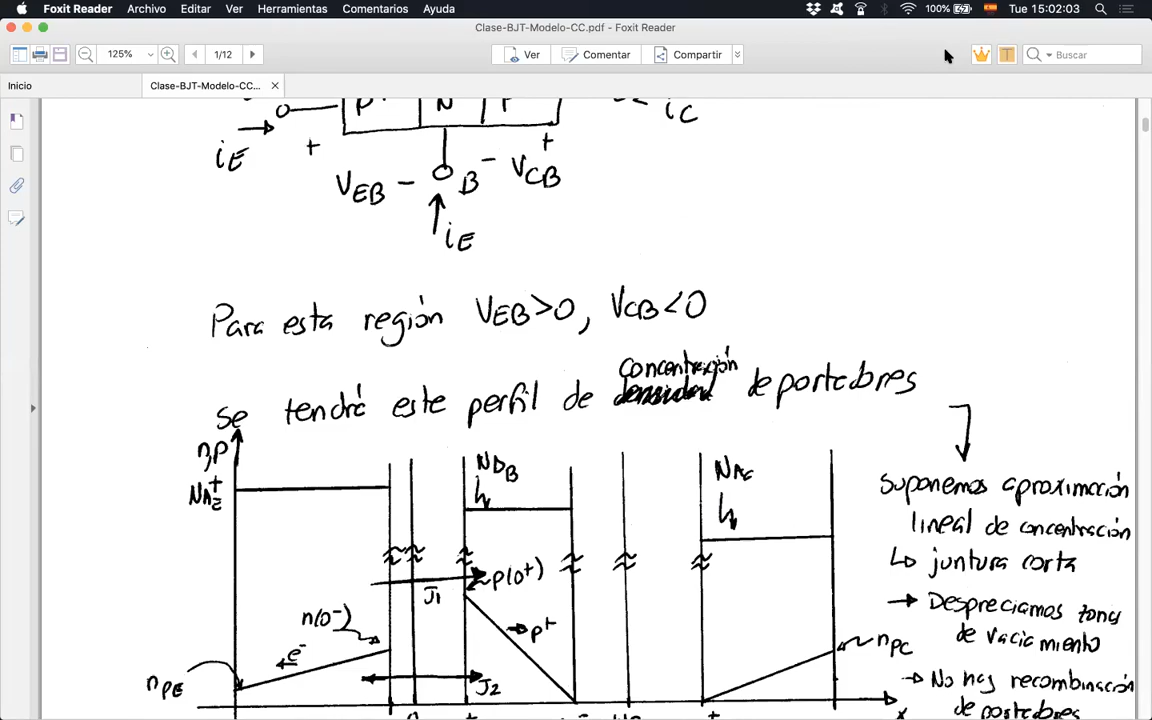 Foxit Reader Archivo Editar Ver Herramientas Comentarios Ayuda 100% Tue 15:02:03
Clase-BJT-Modelo-CC.pdf - Foxit Reader
125% 1/12 Ver Comentar Compartir Buscar
Inicio Clase-BJT-Modelo-CC...
N
iE + + iC
VEB - B - VCB
iE
Para esta región VEB>0, VCB<0
concentración
se tendrá este perfil de densidad de portadores
n,p
NDB
NAC
NAE+
Suponemos aproximación
lineal de concentración
↳ juntura corta
p(0+)
J1
→ Despreciamos zona
de vaciamiento
n(0-)
→p+
e-
nPC
nPE
J2
→ No hay recombinación
de portadores
x